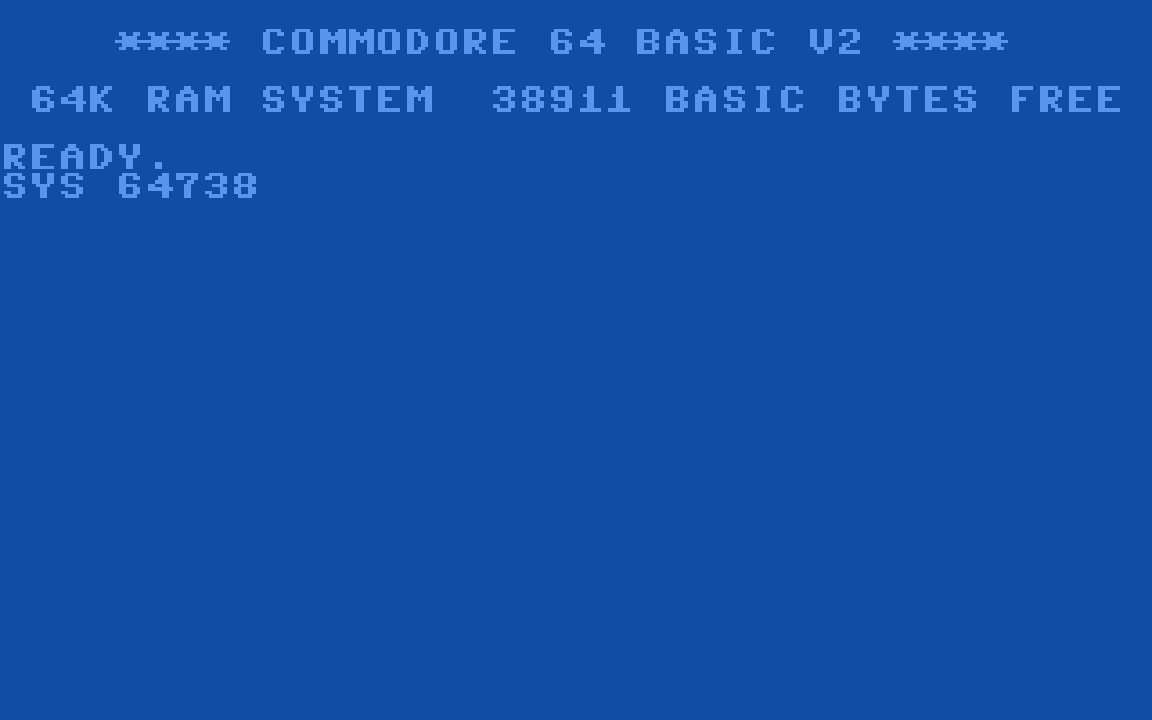 **** COMMODORE 64 BASIC V2 ****
64K RAM SYSTEM  38911 BASIC BYTES FREE
READY.
SYS 64738